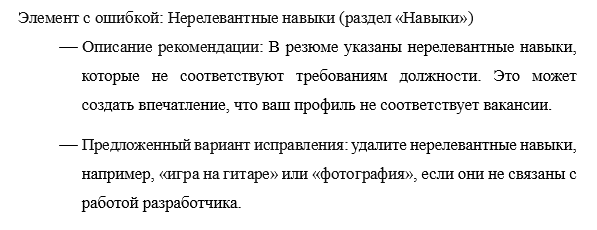 Элемент с ошибкой: Нерелевантные навыки (раздел «Навыки»)
— Описание рекомендации: В резюме указаны нерелевантные навыки,
которые не соответствуют требованиям должности. Это может
создать впечатление, что ваш профиль не соответствует вакансии.
— Предложенный вариант исправления: удалите нерелевантные навыки,
например, «игра на гитаре» или «фотография», если они не связаны с
работой разработчика.